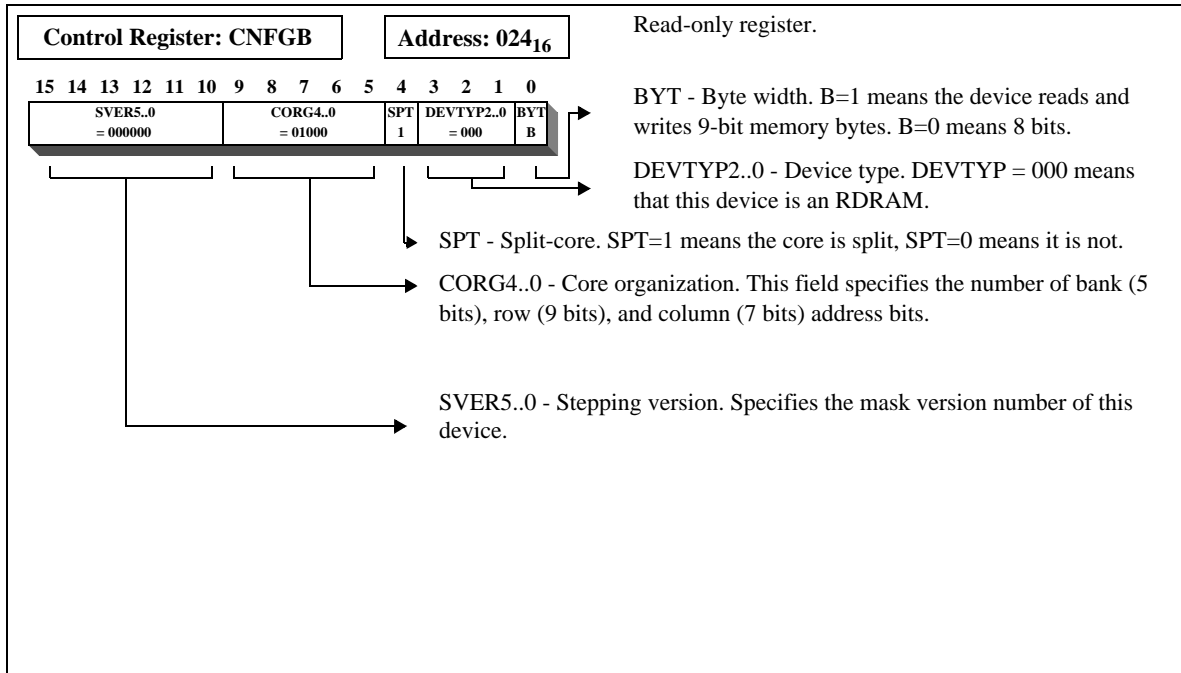 Control Register: CNFGB
Address: 024₁₆
Read-only register.
15 14 13 12 11 10 9 8 7 6 5 4 3 2 1 0
SVER5..0 CORG4..0 SPT DEVTYP2..0 BYT
= 000000 = 01000 1 = 000 B
BYT - Byte width. B=1 means the device reads and
writes 9-bit memory bytes. B=0 means 8 bits.
DEVTYP2..0 - Device type. DEVTYP = 000 means
that this device is an RDRAM.
SPT - Split-core. SPT=1 means the core is split, SPT=0 means it is not.
CORG4..0 - Core organization. This field specifies the number of bank (5
bits), row (9 bits), and column (7 bits) address bits.
SVER5..0 - Stepping version. Specifies the mask version number of this
device.